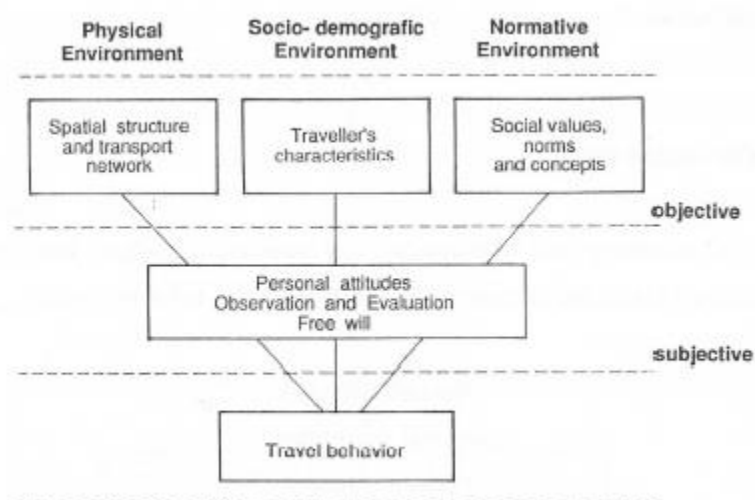 Physical
Environment
Socio- demografic
Environment
Normative
Environment
Spatial structure
and transport
network
Traveller's
characteristics
Social values,
norms
and concepts
objective
Personal attitudes
Observation and Evaluation
Free will
subjective
Travel behavior